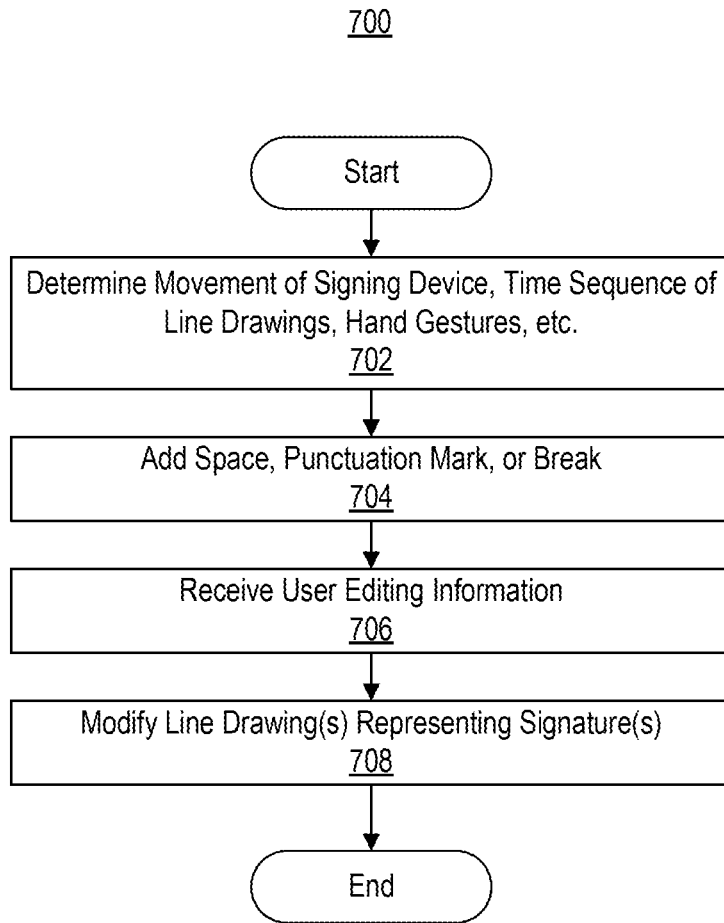 700
Start
Determine Movement of Signing Device, Time Sequence of
Line Drawings, Hand Gestures, etc.
702
Add Space, Punctuation Mark, or Break
704
Receive User Editing Information
706
Modify Line Drawing(s) Representing Signature(s)
708
End